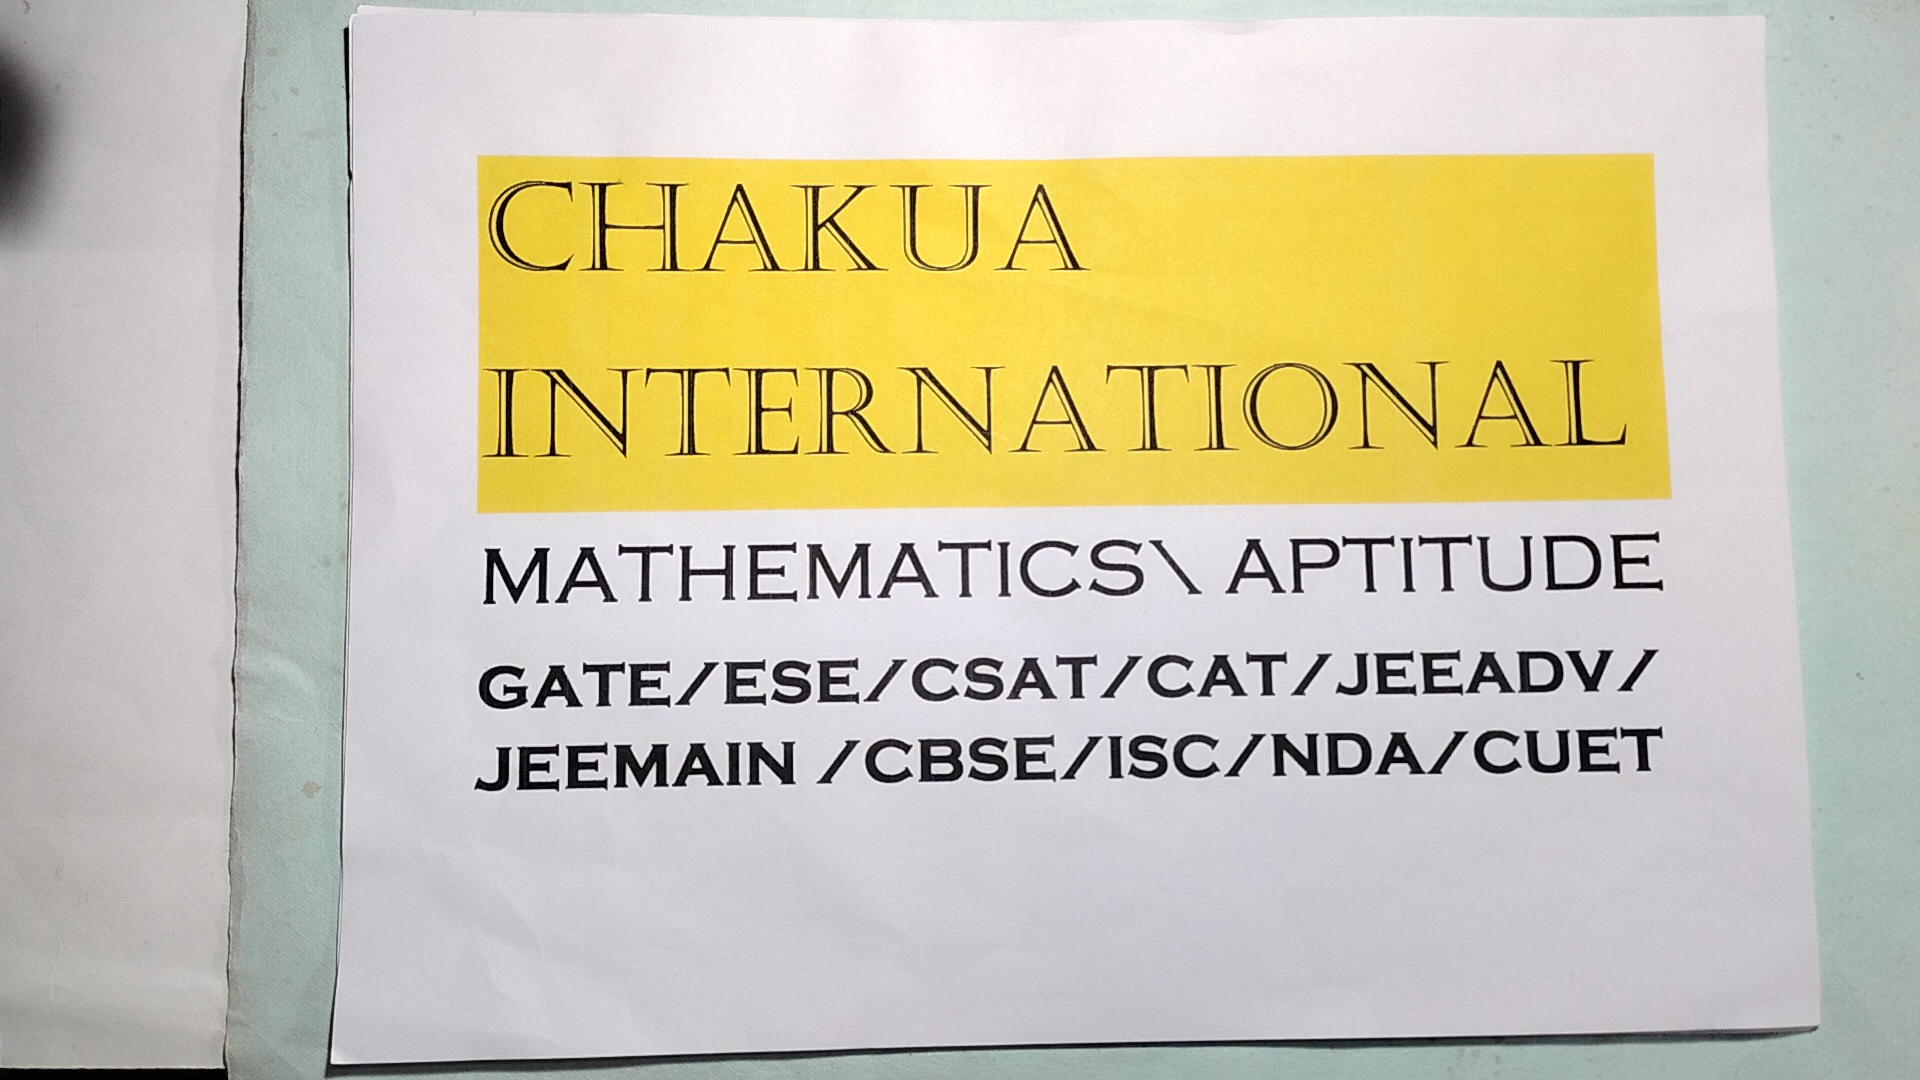 CHAKUA
INTERNATIONAL
MATHEMATICS\ APTITUDE
GATE/ESE/CSAT/CAT/JEEADV/
JEEMAIN /CBSE/ISC/NDA/CUET